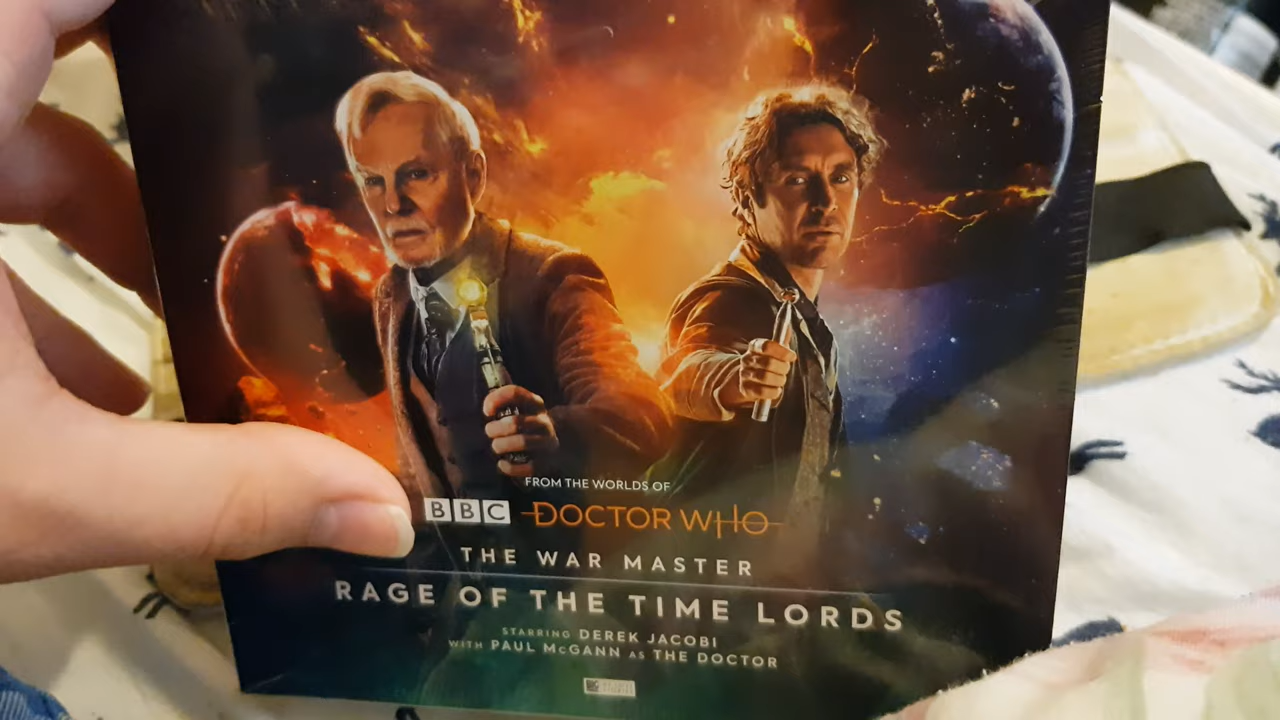 FROM THE WORLDS OF
BBC DOCTOR WHO
THE WAR MASTER
RAGE OF THE TIME LORDS
STARRING DEREK JACOBI
WITH PAUL McGANN AS THE DOCTOR